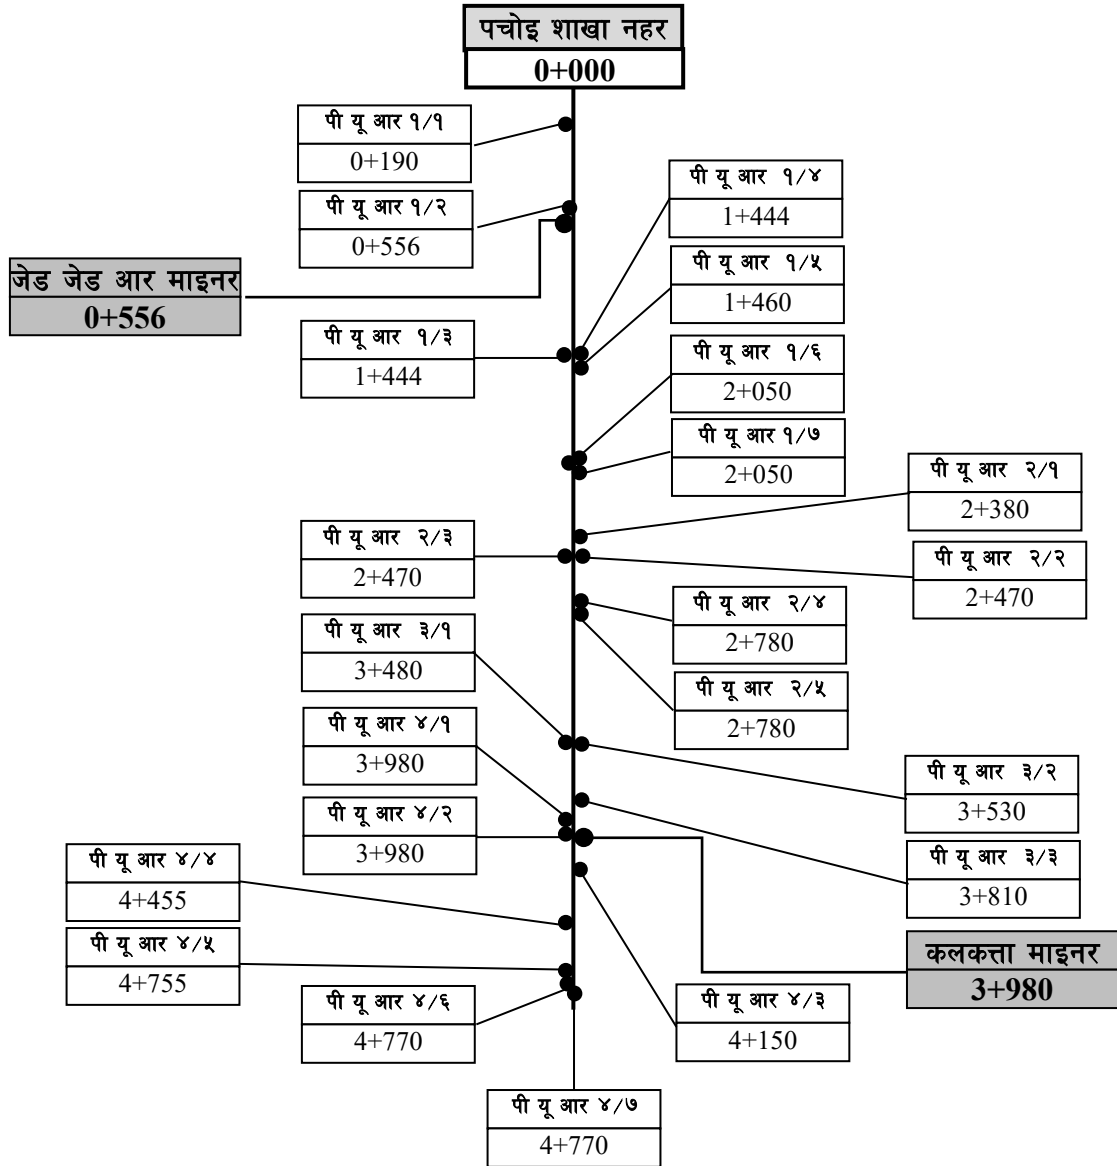 पचोइ शाखा नहर
0+000
पी यू आर १/१
0+190
पी यू आर १/२
0+556
जेड जेड आर माइनर
0+556
पी यू आर १/४
1+444
पी यू आर १/५
1+460
पी यू आर १/३
1+444
पी यू आर १/६
2+050
पी यू आर १/७
2+050
पी यू आर २/१
2+380
पी यू आर २/३
2+470
पी यू आर २/२
2+470
पी यू आर २/४
2+780
पी यू आर ३/१
3+480
पी यू आर २/५
2+780
पी यू आर ४/१
3+980
पी यू आर ३/२
3+530
पी यू आर ४/२
3+980
पी यू आर ३/३
3+810
पी यू आर ४/४
4+455
पी यू आर ४/५
4+755
कलकत्ता माइनर
3+980
पी यू आर ४/६
4+770
पी यू आर ४/३
4+150
पी यू आर ४/७
4+770